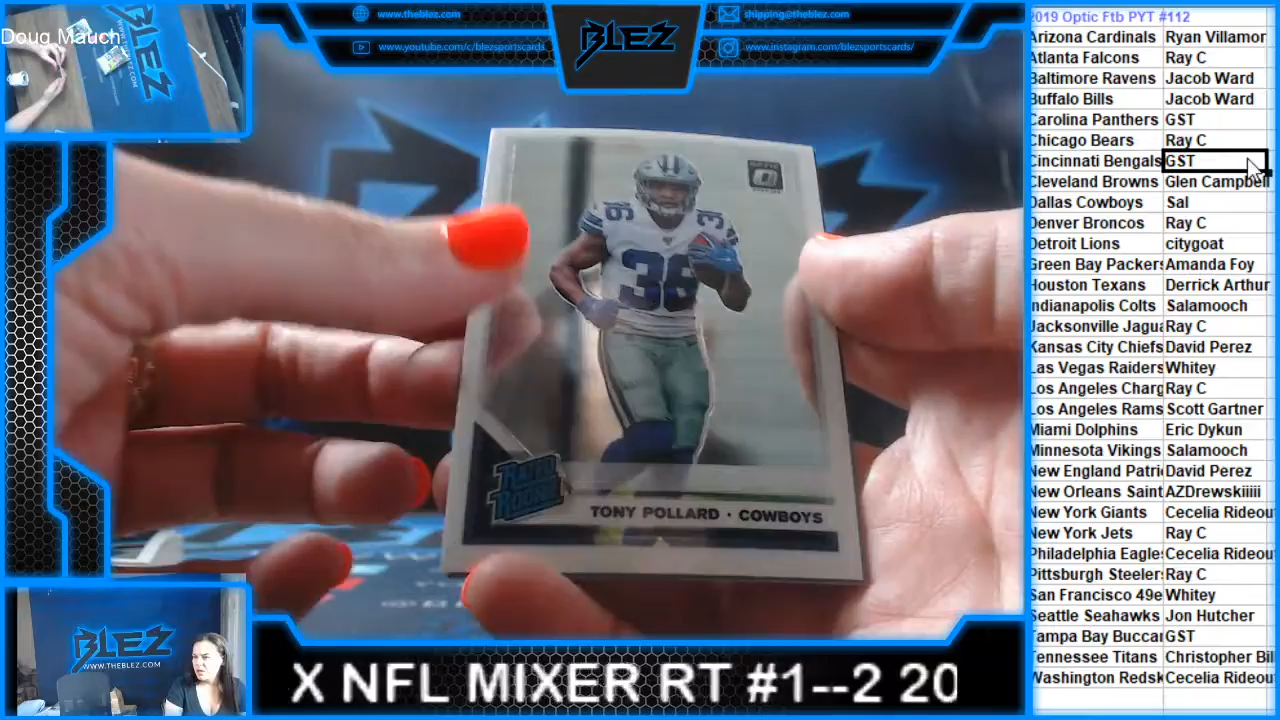 Doug Mauch
BLEZ
www.theblez.com
www.youtube.com/c/blezsportscards
BLEZ
shipping@theblez.com
www.instagram.com/blezsportscards/
36
36
36
OPTIC
RATED
ROOKIE
TONY POLLARD · COWBOYS
BLEZ
WWW.THEBLEZ.COM
X NFL MIXER RT #1--2 20
2019 Optic Ftb PYT #112
Arizona Cardinals Ryan Villamor
Atlanta Falcons Ray C
Baltimore Ravens Jacob Ward
Buffalo Bills Jacob Ward
Carolina Panthers GST
Chicago Bears Ray C
Cincinnati Bengals GST
Cleveland Browns Glen Campbell
Dallas Cowboys Sal
Denver Broncos Ray C
Detroit Lions citygoat
Green Bay Packers Amanda Foy
Houston Texans Derrick Arthur
Indianapolis Colts Salamooch
Jacksonville Jagua Ray C
Kansas City Chiefs David Perez
Las Vegas Raiders Whitey
Los Angeles Charg Ray C
Los Angeles Rams Scott Gartner
Miami Dolphins Eric Dykun
Minnesota Vikings Salamooch
New England Patri David Perez
New Orleans Saint AZDrewskiiiii
New York Giants Cecelia Rideou
New York Jets Ray C
Philadelphia Eagle Cecelia Rideou
Pittsburgh Steelers Ray C
San Francisco 49e Whitey
Seattle Seahawks Jon Hutcher
Tampa Bay Buccar GST
Tennessee Titans Christopher Bil
Washington Redsk Cecelia Rideou